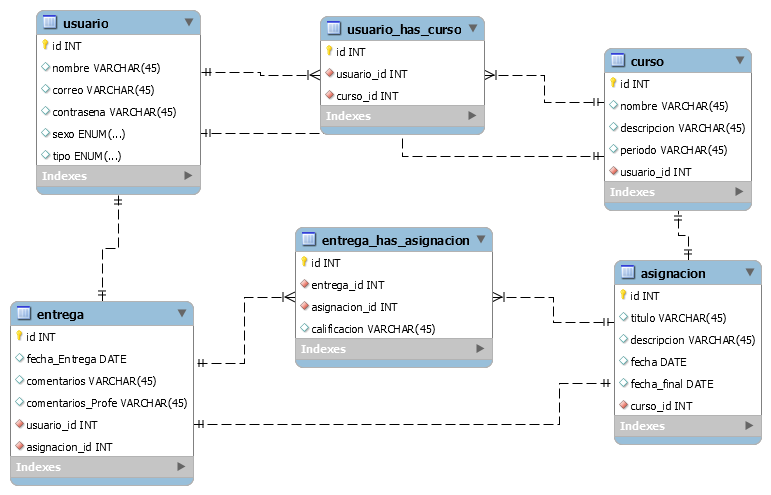 usuario
id INT
nombre VARCHAR(45)
correo VARCHAR(45)
contrasena VARCHAR(45)
sexo ENUM(...)
tipo ENUM(...)
Indexes
usuario_has_curso
id INT
usuario_id INT
curso_id INT
Indexes
curso
id INT
nombre VARCHAR(45)
descripcion VARCHAR(45)
periodo VARCHAR(45)
usuario_id INT
Indexes
entrega_has_asignacion
id INT
entrega_id INT
asignacion_id INT
calificacion VARCHAR(45)
Indexes
entrega
id INT
fecha_Entrega DATE
comentarios VARCHAR(45)
comentarios_Profe VARCHAR(45)
usuario_id INT
asignacion_id INT
Indexes
asignacion
id INT
titulo VARCHAR(45)
descripcion VARCHAR(45)
fecha DATE
fecha_final DATE
curso_id INT
Indexes